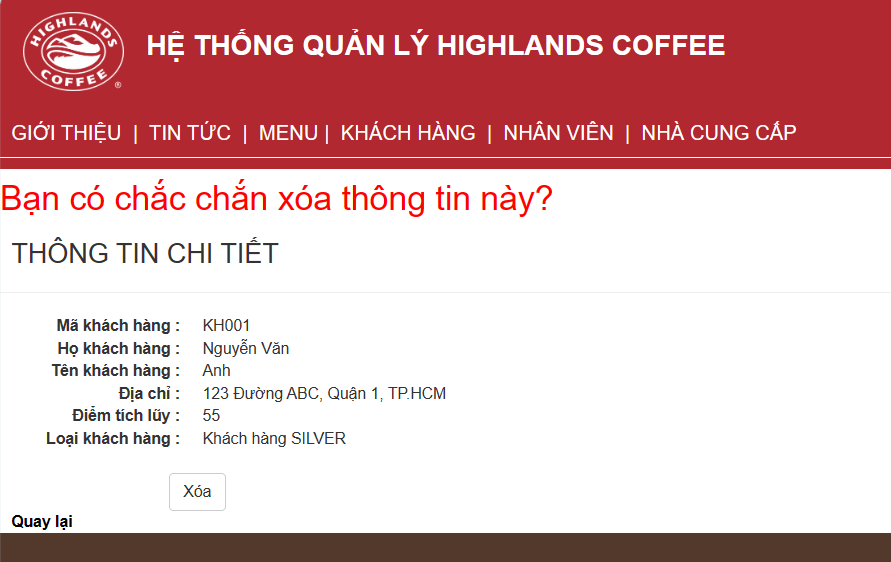 HIGHLANDS
COFFEE
®
HỆ THỐNG QUẢN LÝ HIGHLANDS COFFEE
GIỚI THIỆU | TIN TỨC | MENU | KHÁCH HÀNG | NHÂN VIÊN | NHÀ CUNG CẤP
Bạn có chắc chắn xóa thông tin này?
THÔNG TIN CHI TIẾT
Mã khách hàng : KH001
Họ khách hàng : Nguyễn Văn
Tên khách hàng : Anh
Địa chỉ : 123 Đường ABC, Quận 1, TP.HCM
Điểm tích lũy : 55
Loại khách hàng : Khách hàng SILVER
Xóa
Quay lại